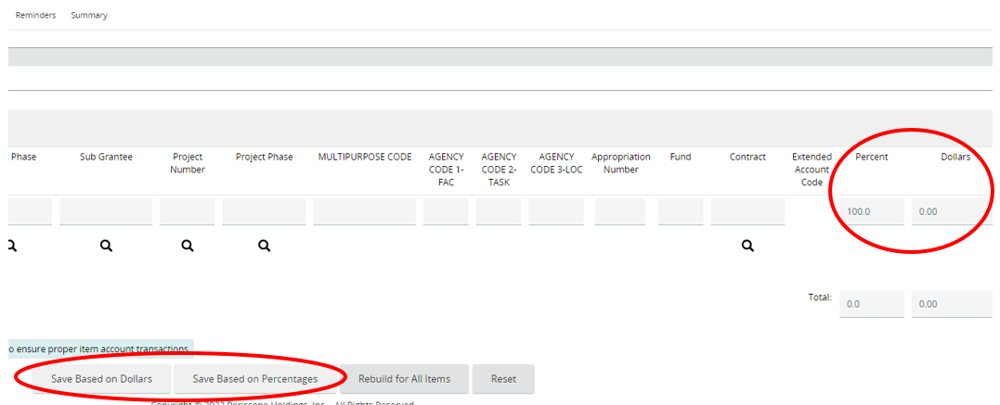 Reminders Summary
Phase Sub Grantee Project Number Project Phase MULTIPURPOSE CODE AGENCY CODE 1-FAC AGENCY CODE 2-TASK AGENCY CODE 3-LOC Appropriation Number Fund Contract Extended Account Code Percent Dollars
100.0 0.00
Total: 0.0 0.00
o ensure proper item account transactions
Save Based on Dollars Save Based on Percentages Rebuild for All Items Reset
Copyright © 2022 Periscope Holdings, Inc. - All Rights Reserved